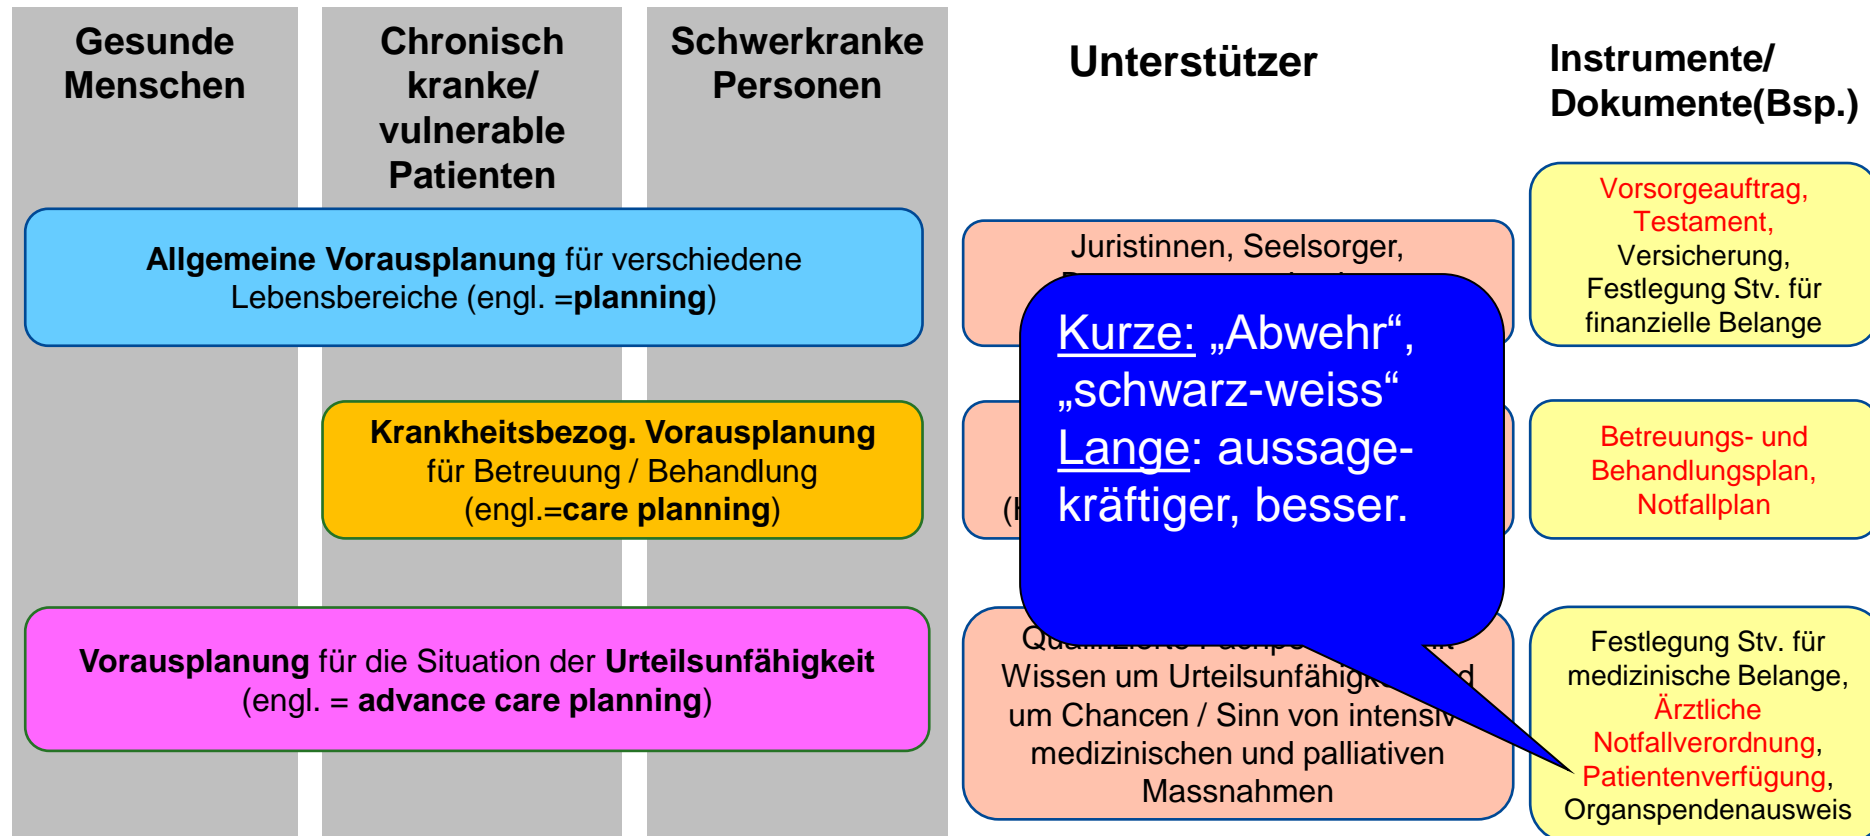 Gesunde
Menschen
Chronisch
kranke/
vulnerable
Patienten
Schwerkranke
Personen
Unterstützer
Instrumente/
Dokumente(Bsp.)
Allgemeine Vorausplanung für verschiedene
Lebensbereiche (engl. =planning)
Juristinnen, Seelsorger,
Vorsorgeauftrag,
Testament,
Versicherung,
Festlegung Stv. für
finanzielle Belange
Kurze: „Abwehr“,
„schwarz-weiss“
Lange: aussage-
kräftiger, besser.
Krankheitsbezog. Vorausplanung
für Betreuung / Behandlung
(engl.=care planning)
Betreuungs- und
Behandlungsplan,
Notfallplan
Vorausplanung für die Situation der Urteilsunfähigkeit
(engl. = advance care planning)
Wissen um
um Chancen / Sinn von intensiv
medizinischen und palliativen
Massnahmen
Festlegung Stv. für
medizinische Belange,
Ärztliche
Notfallverordnung,
Patientenverfügung,
Organspendenausweis